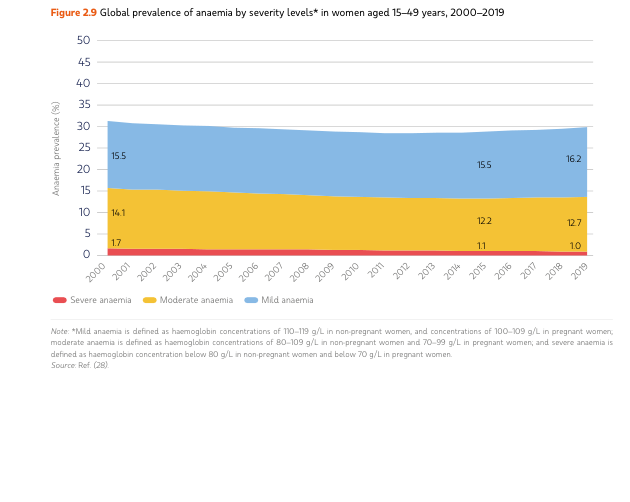 Figure 2.9 Global prevalence of anaemia by severity levels* in women aged 15–49 years, 2000–2019
50
45
40
35
30
25
20
15
10
5
0
Anaemia prevalence (%)
15.5
15.5
16.2
14.1
12.2
12.7
1.7
1.1
1.0
2000 2001 2002 2003 2004 2005 2006 2007 2008 2009 2010 2011 2012 2013 2014 2015 2016 2017 2018 2019
Severe anaemia Moderate anaemia Mild anaemia
Note: *Mild anaemia is defined as haemoglobin concentrations of 110–119 g/L in non-pregnant women, and concentrations of 100–109 g/L in pregnant women;
moderate anaemia is defined as haemoglobin concentrations of 80–109 g/L in non-pregnant women and 70–99 g/L in pregnant women; and severe anaemia is
defined as haemoglobin concentration below 80 g/L in non-pregnant women and below 70 g/L in pregnant women.
Source: Ref. (28).